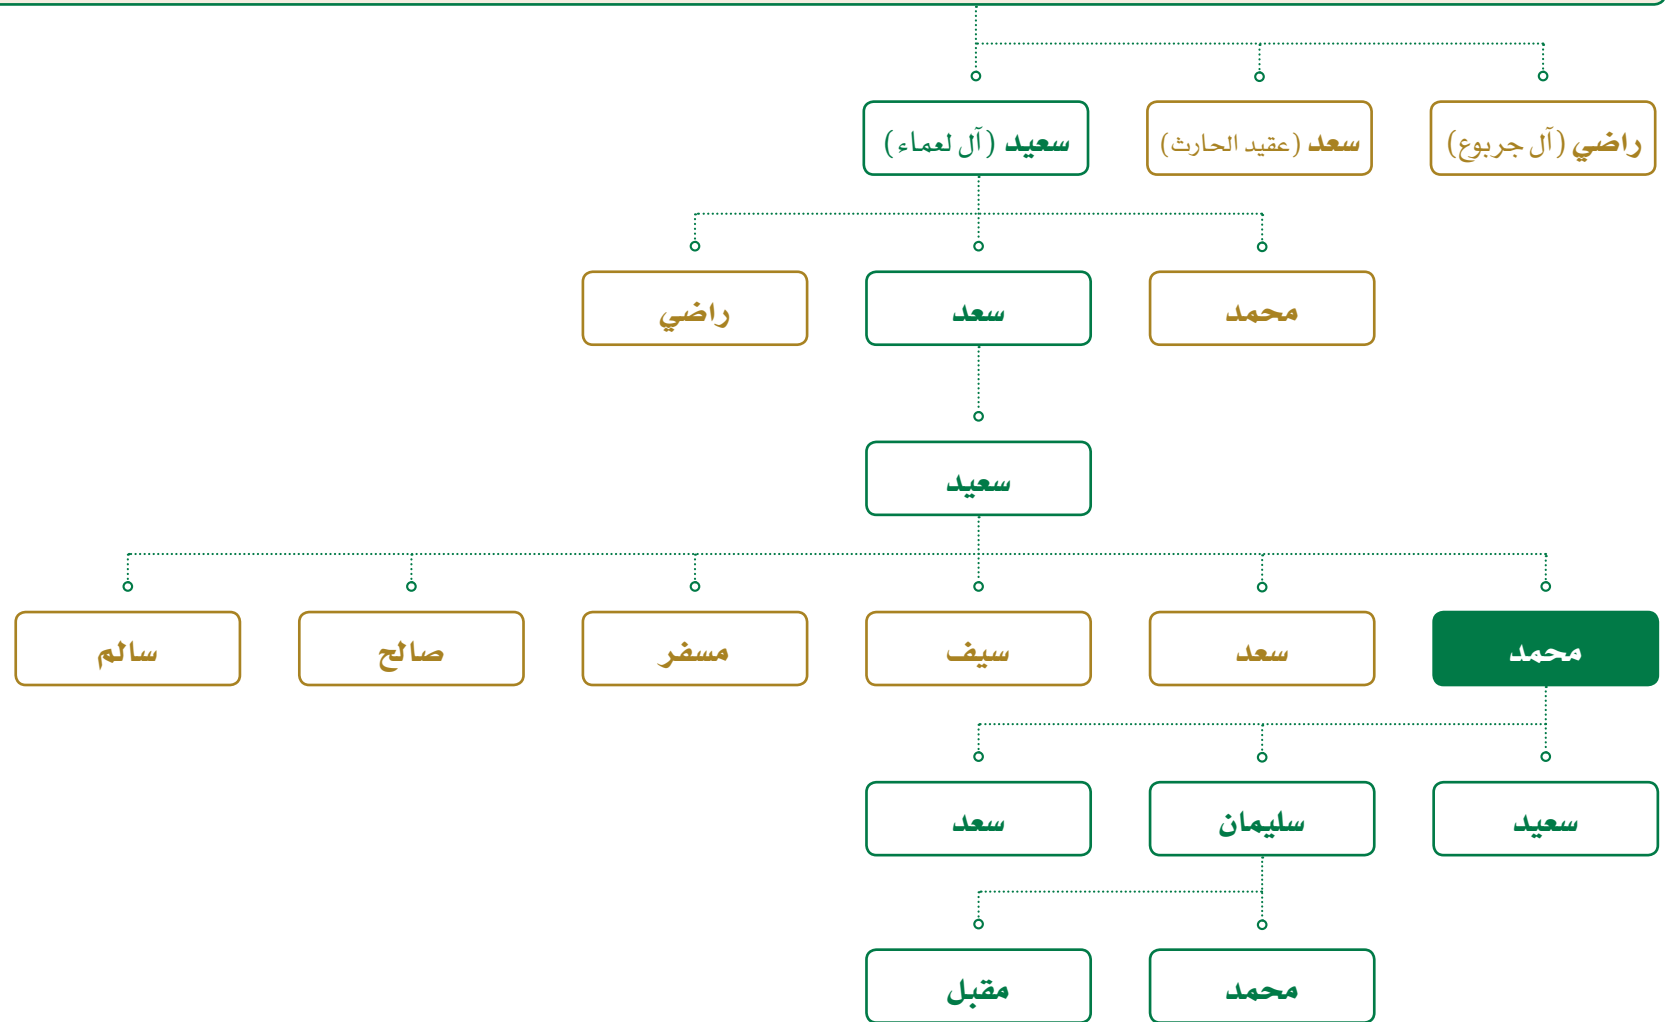 راضي (آل جربوع)
سعد (عقيد الحارث)
سعيد (آل لعماء)
محمد
سعد
راضي
سعيد
محمد
سعد
سيف
مسفر
صالح
سالم
سعيد
سليمان
سعد
محمد
مقبل